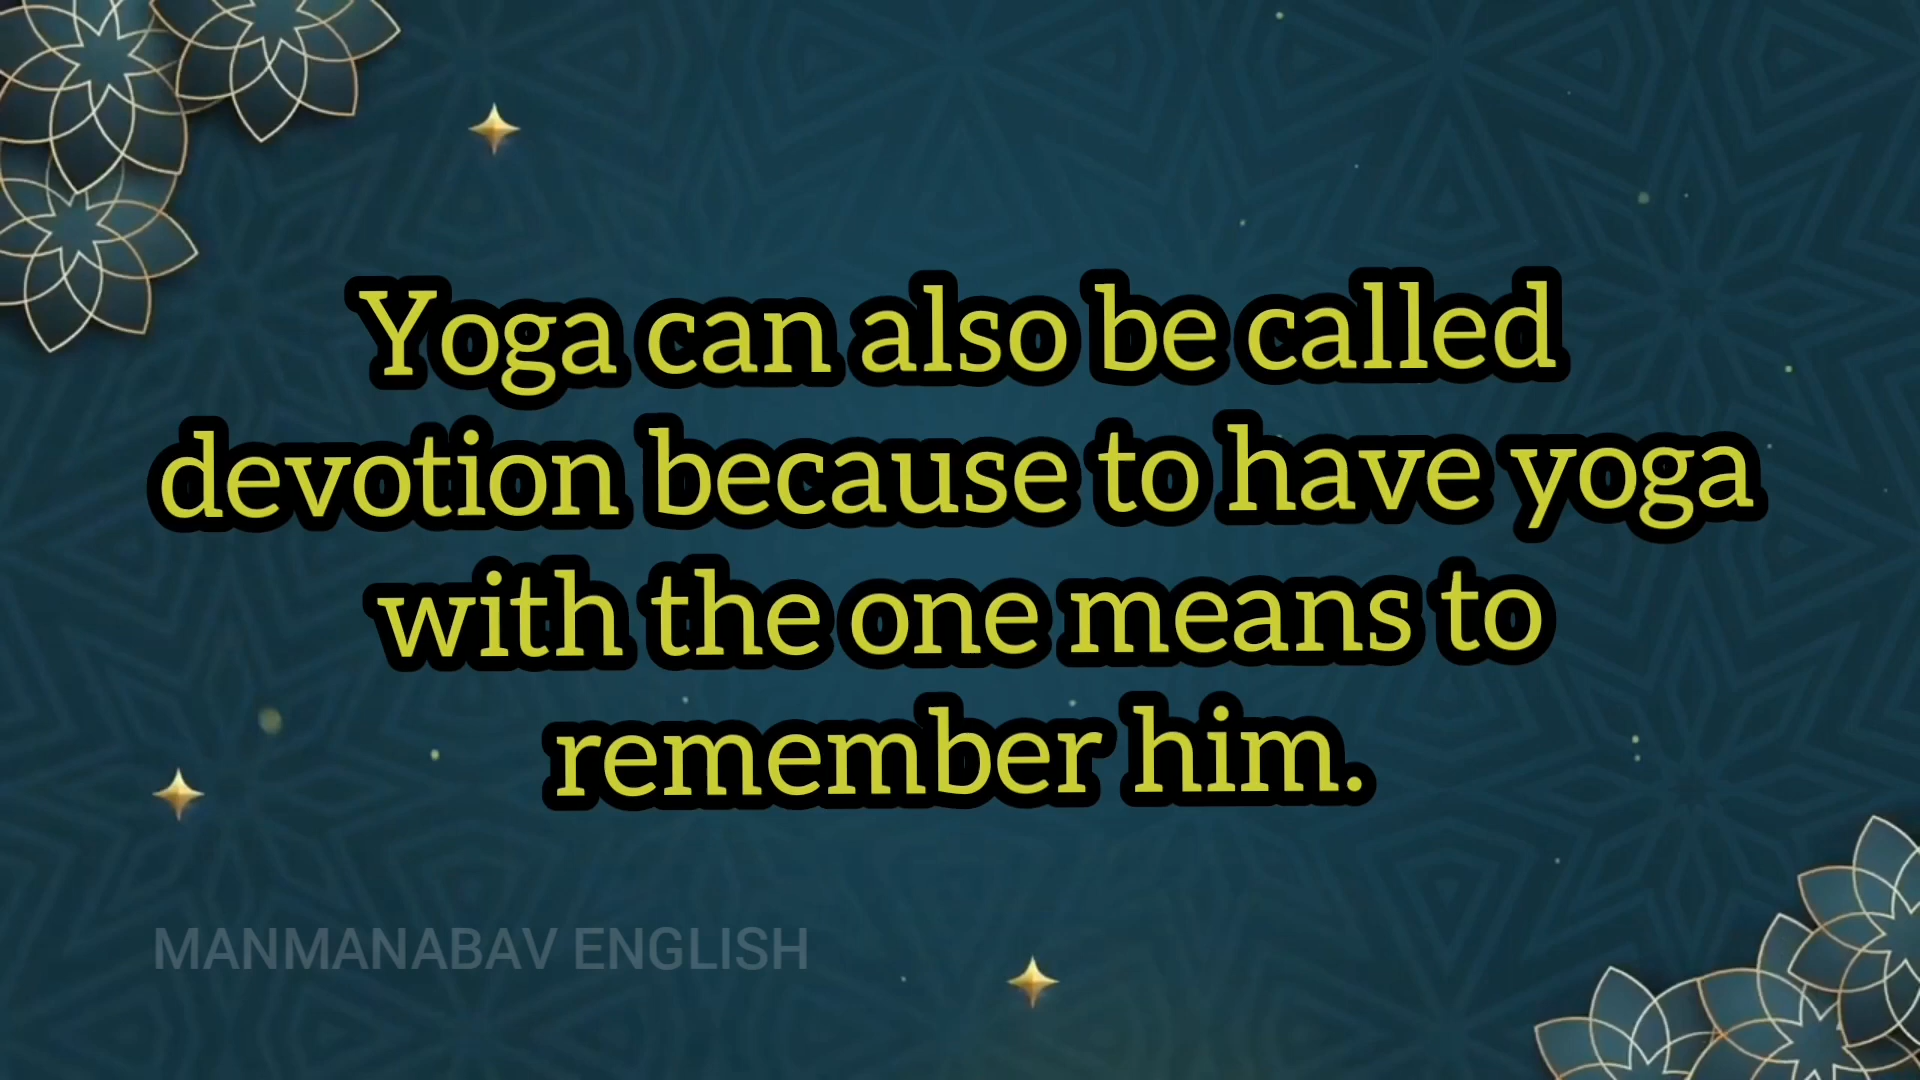 Yoga can also be called
devotion because to have yoga
with the one means to
remember him.
MANMANABAV ENGLISH